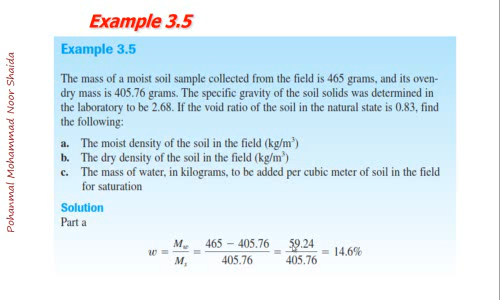 Example 3.5
Pohanmal Mohammad Noor Shaida
Example 3.5
The mass of a moist soil sample collected from the field is 465 grams, and its oven-
dry mass is 405.76 grams. The specific gravity of the soil solids was determined in
the laboratory to be 2.68. If the void ratio of the soil in the natural state is 0.83, find
the following:
a. The moist density of the soil in the field (kg/m³)
b. The dry density of the soil in the field (kg/m³)
c. The mass of water, in kilograms, to be added per cubic meter of soil in the field
for saturation
Solution
Part a
w = M_w / M_s = (465 − 405.76) / 405.76 = 59.24 / 405.76 = 14.6%